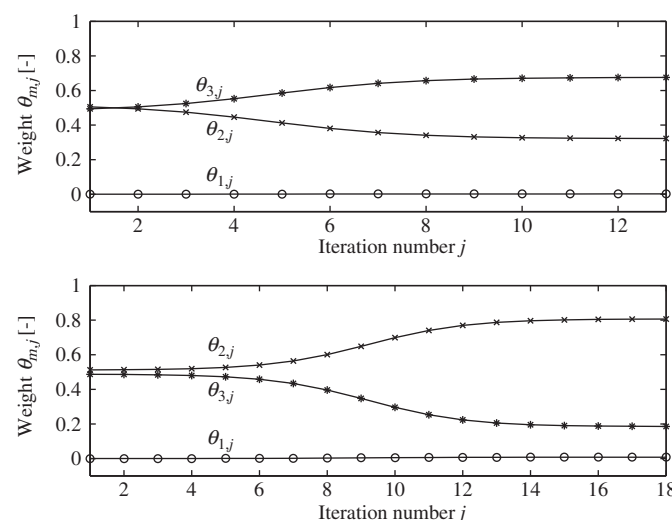 1
0.8
0.6
0.4
0.2
0
Weight θm,j [-]
θ3,j
θ2,j
θ1,j
2 4 6 8 10 12
Iteration number j
1
0.8
0.6
0.4
0.2
0
Weight θm,j [-]
θ2,j
θ3,j
θ1,j
2 4 6 8 10 12 14 16 18
Iteration number j